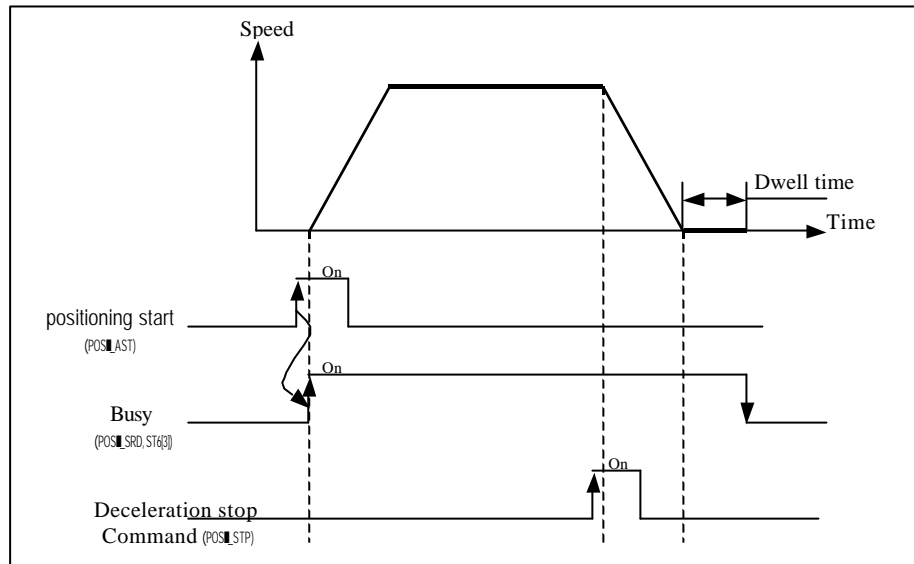 Speed
Dwell time
Time
On
positioning start
(POS█_AST)
On
Busy
(POS█_SRD, ST6[3])
On
Deceleration stop
Command (POS█_STP)